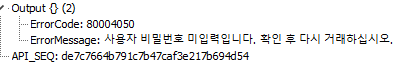 Output {} (2)
ErrorCode: 80004050
ErrorMessage: 사용자 비밀번호 미입력입니다. 확인 후 다시 거래하십시오.
API_SEQ: de7c7664b791c7b47caf3e217b694d54